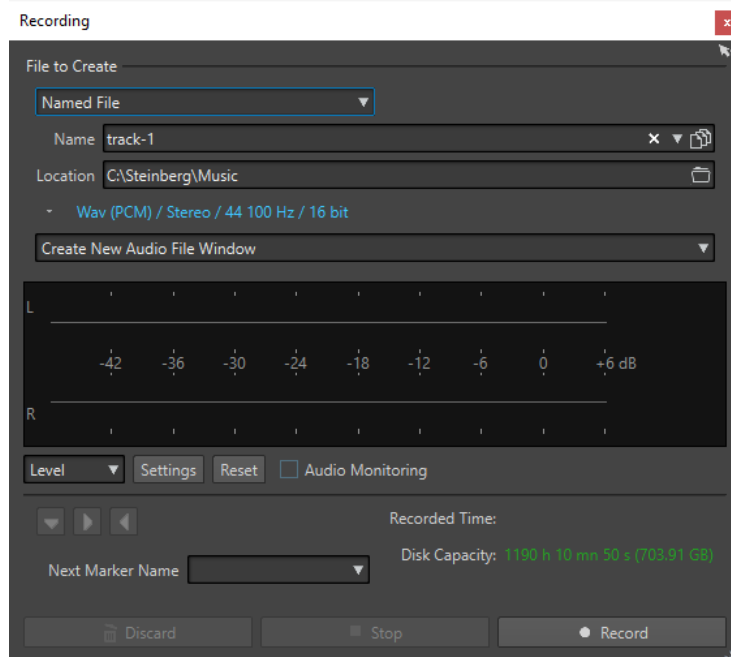 Recording
x
File to Create
Named File
Name track-1
Location C:\Steinberg\Music
Wav (PCM) / Stereo / 44 100 Hz / 16 bit
Create New Audio File Window
L
-42 -36 -30 -24 -18 -12 -6 0 +6 dB
R
Level Settings Reset Audio Monitoring
Recorded Time:
Disk Capacity: 1190 h 10 mn 50 s (703.91 GB)
Next Marker Name
Discard Stop Record